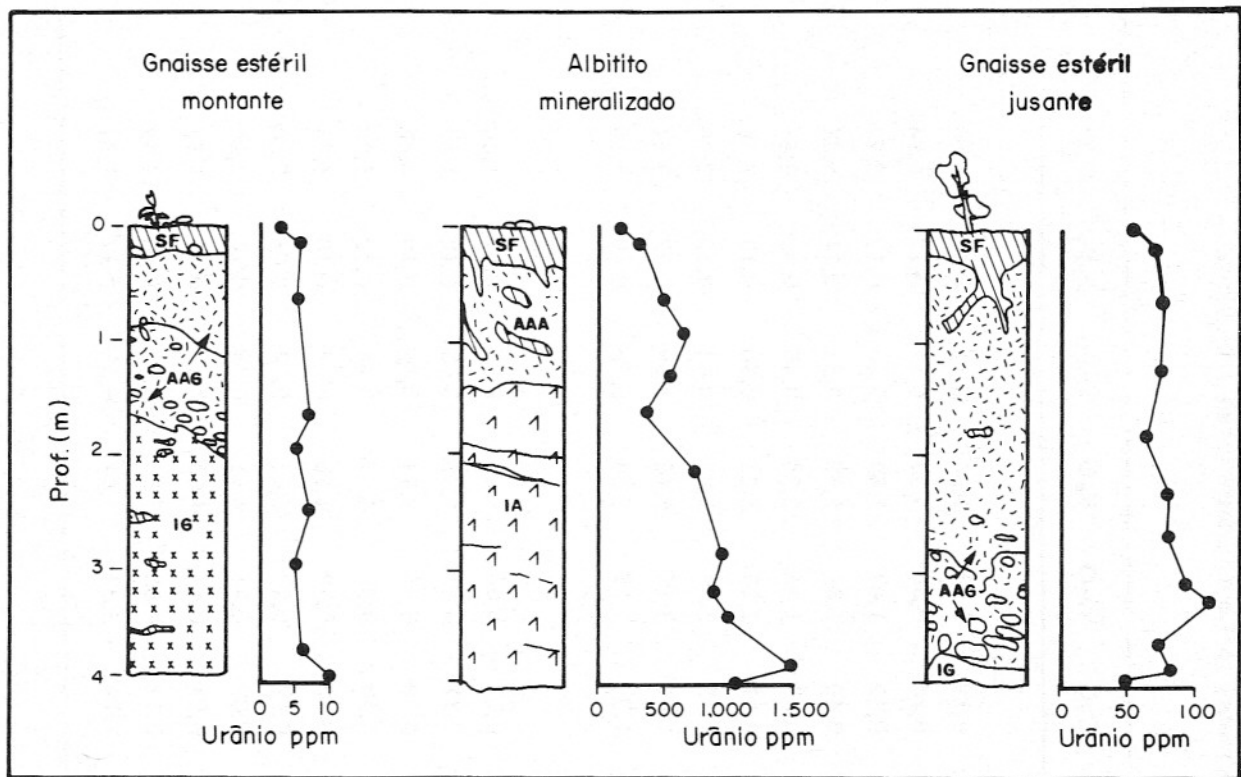 Gnaisse estéril
montante
Albitito
mineralizado
Gnaisse estéril
jusante
Prof. (m)
0
1
2
3
4
SF
AAG
IG
0 5 10
Urânio ppm
SF
AAA
IA
0 500 1.000 1.500
Urânio ppm
SF
AAG
IG
0 100
Urânio ppm